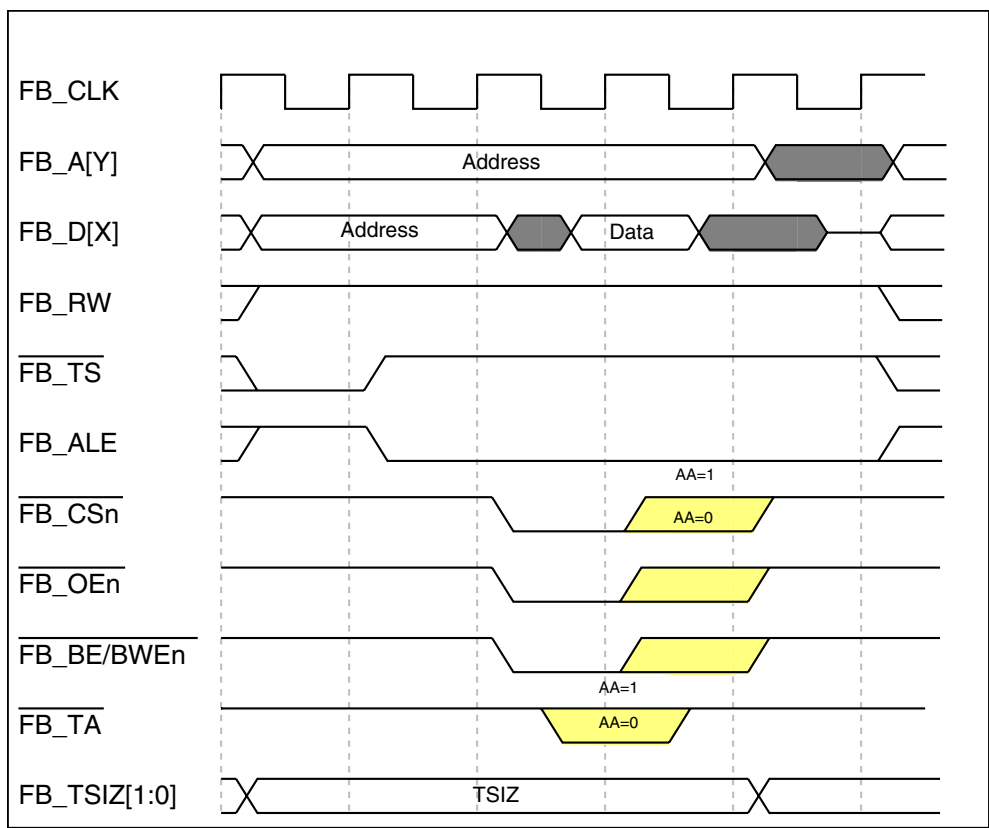 FB_CLK
FB_A[Y] Address
FB_D[X] Address Data
FB_RW
FB_TS
FB_ALE
AA=1
FB_CSn AA=0
FB_OEn
FB_BE/BWEn
AA=1
FB_TA AA=0
FB_TSIZ[1:0] TSIZ